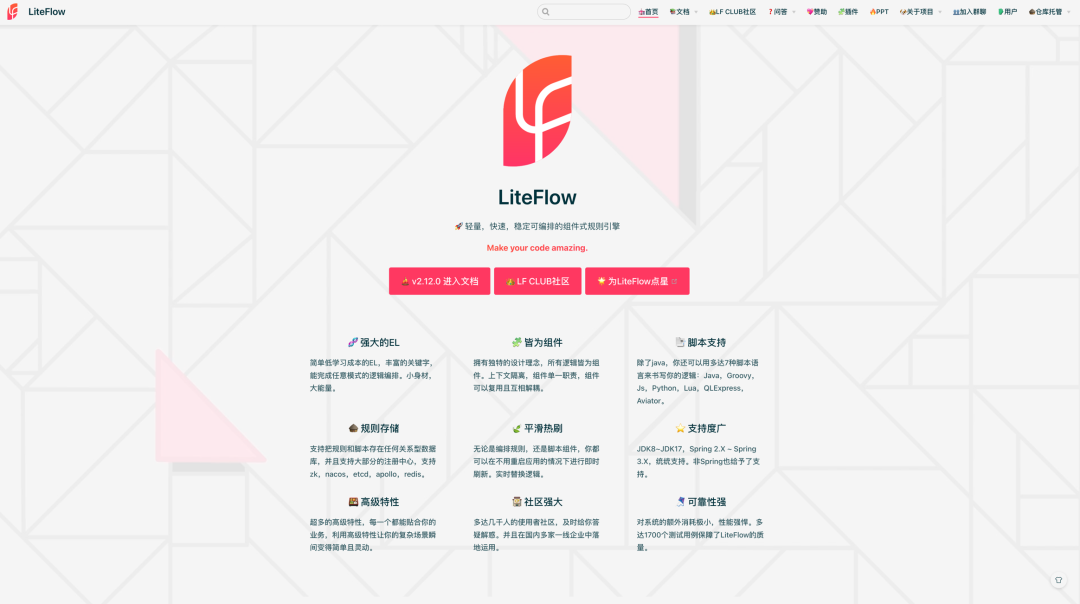 LiteFlow
首页 文档 LF CLUB社区 问答 赞助 插件 PPT 关于项目 加入群聊 用户 仓库托管
LiteFlow
轻量，快速，稳定可编排的组件式规则引擎
Make your code amazing.
v2.12.0 进入文档 LF CLUB社区 为LiteFlow点星
强大的EL
简单低学习成本的EL，丰富的关键字，
能完成任意模式的逻辑编排。小身材，
大能量。
皆为组件
拥有独特的设计理念，所有逻辑皆为组
件。上下文隔离，组件单一职责，组件
可以复用且互相解耦。
脚本支持
除了java，你还可以用多达7种脚本语
言来书写你的逻辑：Java，Groovy，
Js，Python，Lua，QLExpress，
Aviator。
规则存储
支持把规则和脚本存在任何关系型数据
库，并且支持大部分的注册中心，支持
zk，nacos，etcd，apollo，redis。
平滑热刷
无论是编排规则，还是脚本组件，你都
可以在不用重启应用的情况下进行即时
刷新。实时替换逻辑。
支持度广
JDK8~JDK17，Spring 2.X ~ Spring
3.X，统统支持。非Spring也给予了支
持。
高级特性
超多的高级特性，每一个都能贴合你的
业务，利用高级特性让你的复杂场景瞬
间变得简单且灵动。
社区强大
多达几千人的使用者社区，及时给你答
疑解惑。并且在国内多家一线企业中落
地运用。
可靠性强
对系统的额外消耗极小，性能强悍。多
达1700个测试用例保障了LiteFlow的质
量。